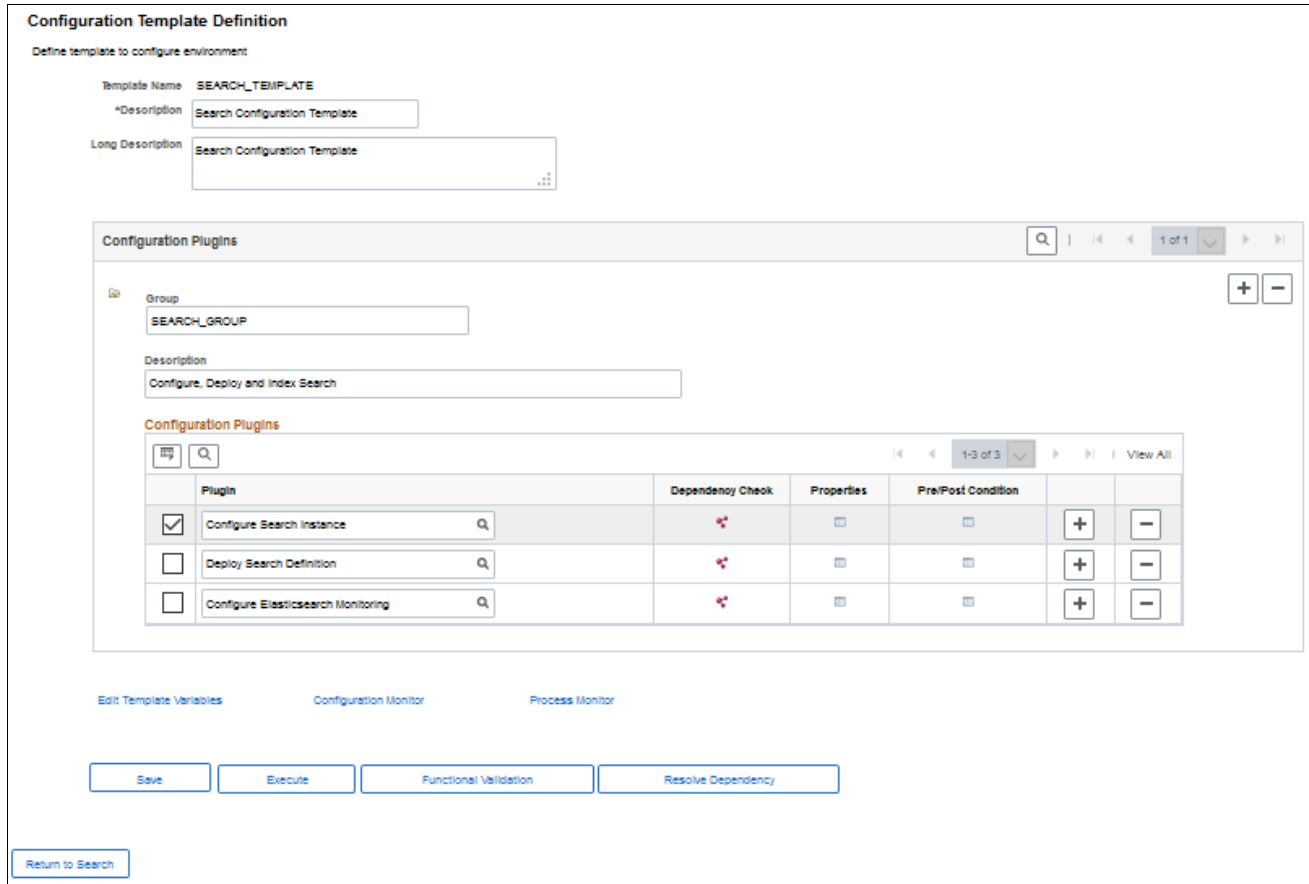 Configuration Template Definition
Define template to configure environment
Template Name SEARCH_TEMPLATE
*Description Search Configuration Template
Long Description Search Configuration Template
Configuration Plugins
1 of 1
Group
SEARCH_GROUP
Description
Configure, Deploy and Index Search
Configuration Plugins
1-3 of 3 View All
Plugin Dependency Check Properties Pre/Post Condition
Configure Search Instance
Deploy Search Definition
Configure Elasticsearch Monitoring
Edit Template Variables Configuration Monitor Process Monitor
Save Execute Functional Validation Resolve Dependency
Return to Search